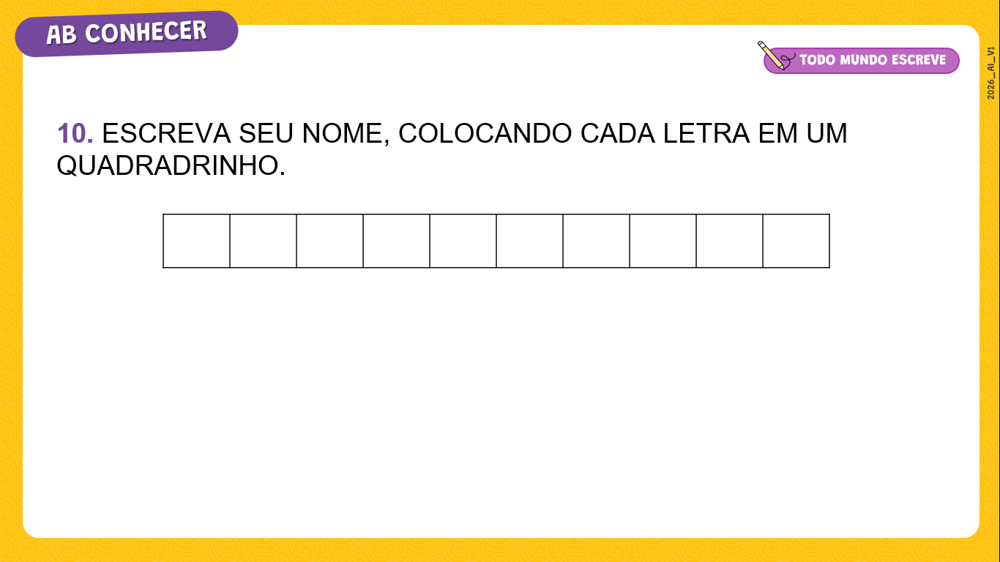 AB CONHECER
TODO MUNDO ESCREVE
2026_AI_V1
10. ESCREVA SEU NOME, COLOCANDO CADA LETRA EM UM
QUADRADRINHO.